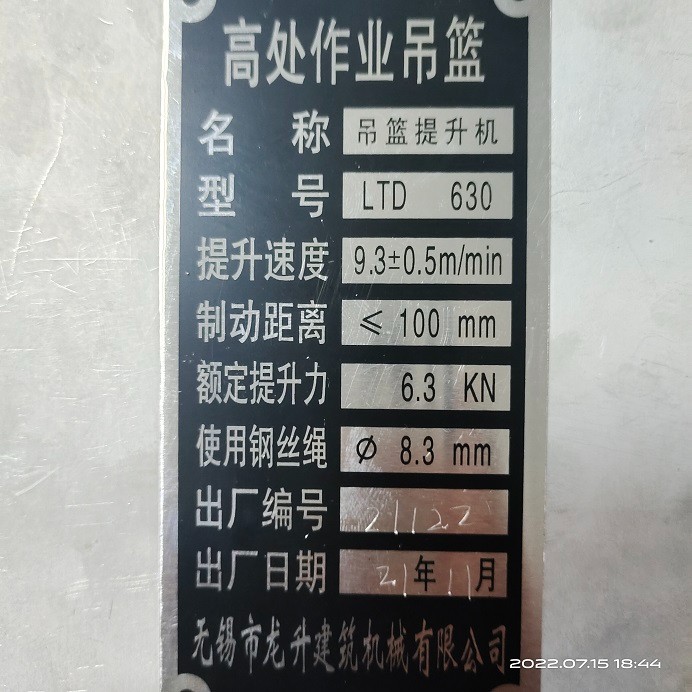 高处作业吊篮
名 称 吊篮提升机
型 号 LTD 630
提升速度 9.3±0.5m/min
制动距离 ≤ 100 mm
额定提升力 6.3 KN
使用钢丝绳 Ø 8.3 mm
出厂编号 21122
出厂日期 21年11月
无锡市龙升建筑机械有限公司
2022.07.15 18:44